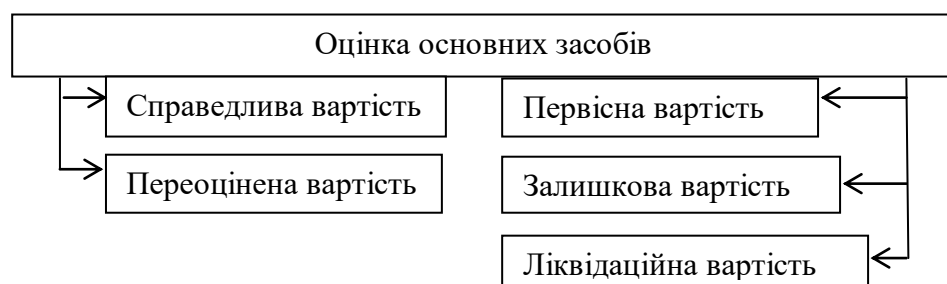 Оцінка основних засобів
Справедлива вартість
Первісна вартість
Переоцінена вартість
Залишкова вартість
Ліквідаційна вартість